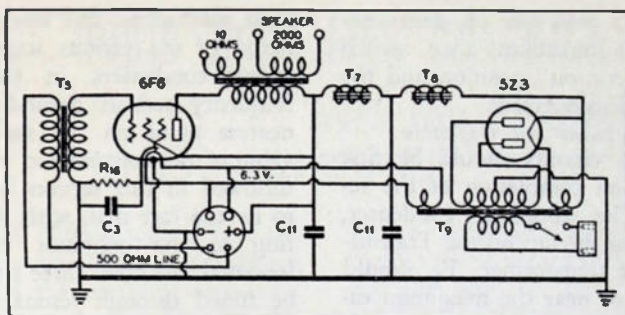 SPEAKER
10 OHMS
2000 OHMS
T5
6F6
T7
T8
5Z3
R16
6.3 V.
C3
C11
C11
T9
500 OHM LINE